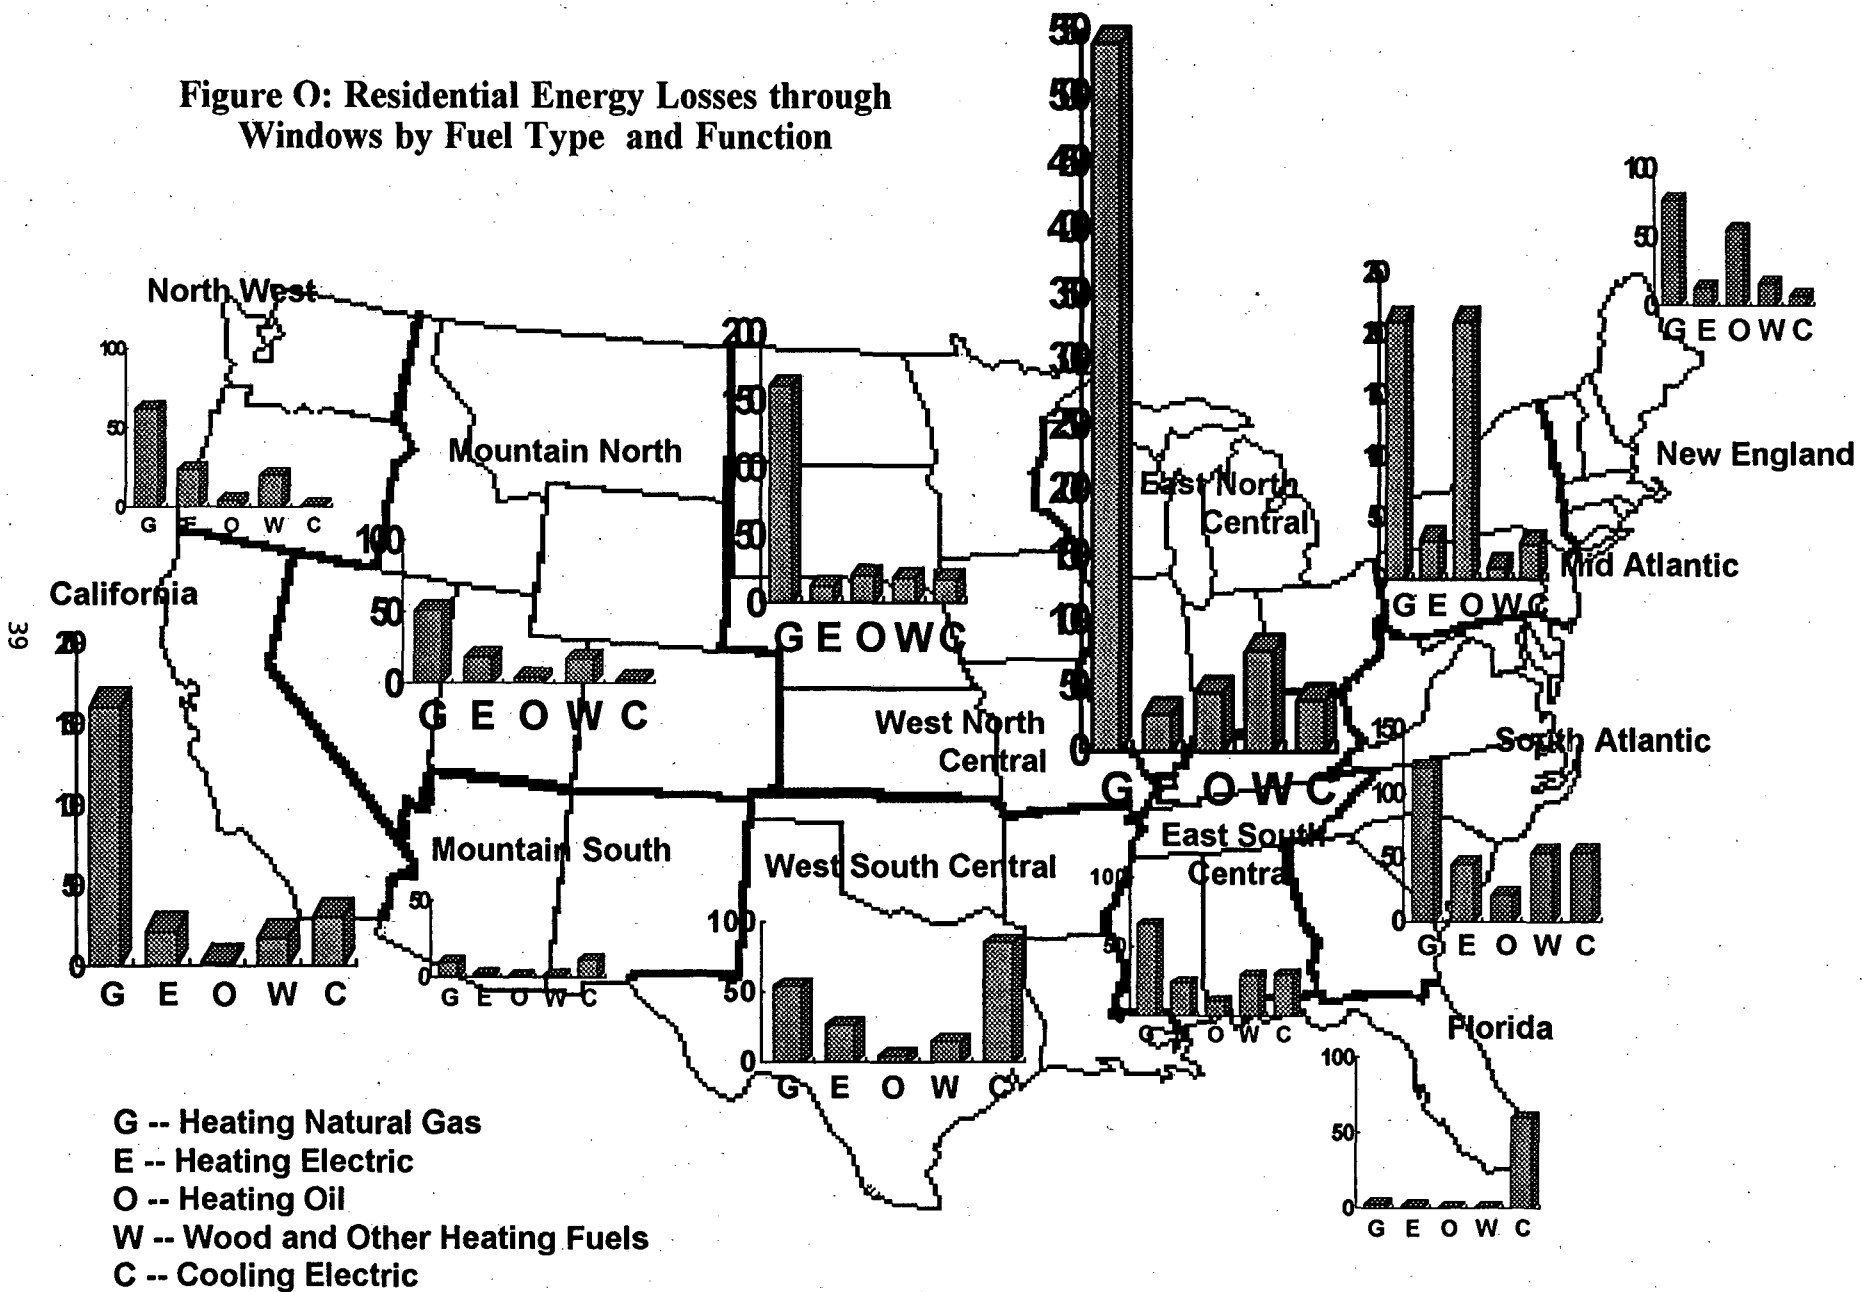 Figure O: Residential Energy Losses through
Windows by Fuel Type and Function
North West
100
50
0
G E O W C
Mountain North
100
50
0
G E O W C
200
150
100
50
0
G E O W C
West North
Central
East North
Central
0
G E O W C
100
50
0
G E O W C
New England
G E O W C
Mid Atlantic
California
0
G E O W C
39
Mountain South
50
0
G E O W C
West South Central
100
50
0
G E O W C
East South
Central
100
50
G O W C
150
100
50
0
G E O W C
South Atlantic
Florida
100
50
0
G E O W C
G -- Heating Natural Gas
E -- Heating Electric
O -- Heating Oil
W -- Wood and Other Heating Fuels
C -- Cooling Electric